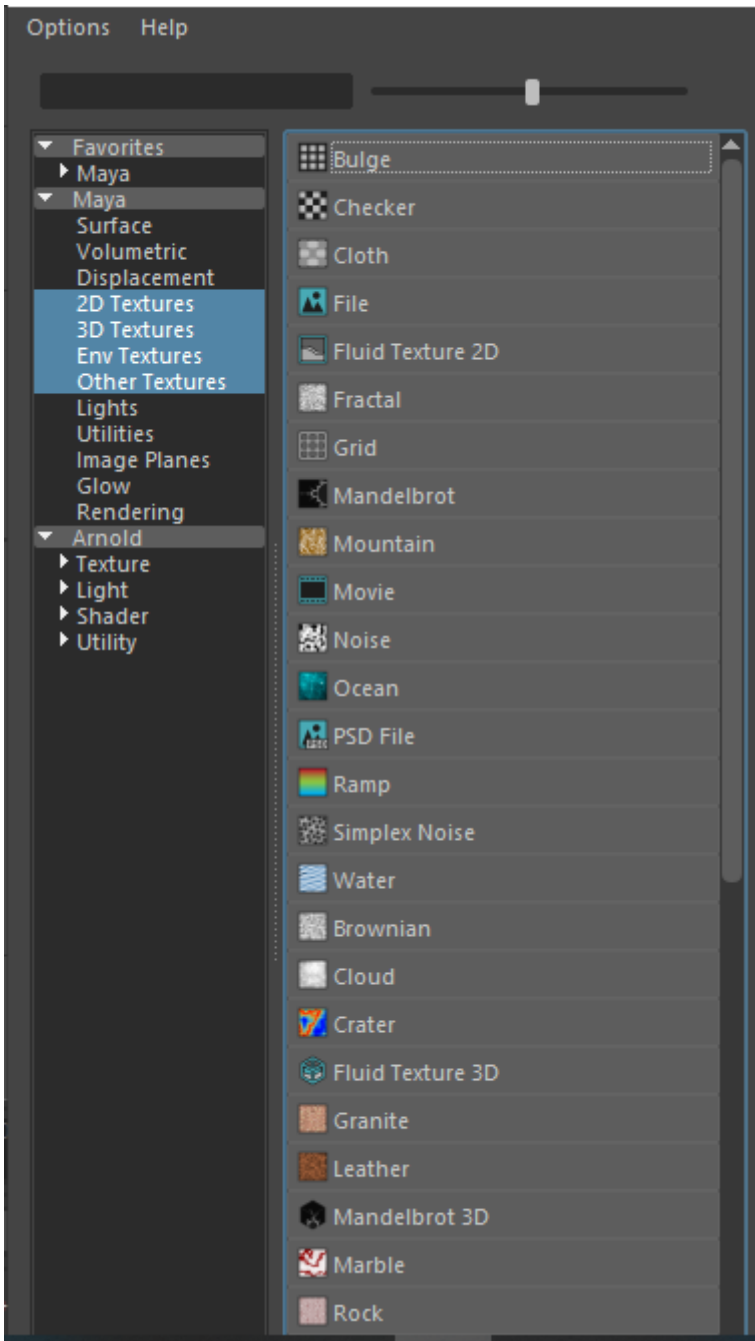 Options Help
Favorites
Maya
Maya
Surface
Volumetric
Displacement
2D Textures
3D Textures
Env Textures
Other Textures
Lights
Utilities
Image Planes
Glow
Rendering
Arnold
Texture
Light
Shader
Utility
Bulge
Checker
Cloth
File
Fluid Texture 2D
Fractal
Grid
Mandelbrot
Mountain
Movie
Noise
Ocean
PSD File
Ramp
Simplex Noise
Water
Brownian
Cloud
Crater
Fluid Texture 3D
Granite
Leather
Mandelbrot 3D
Marble
Rock